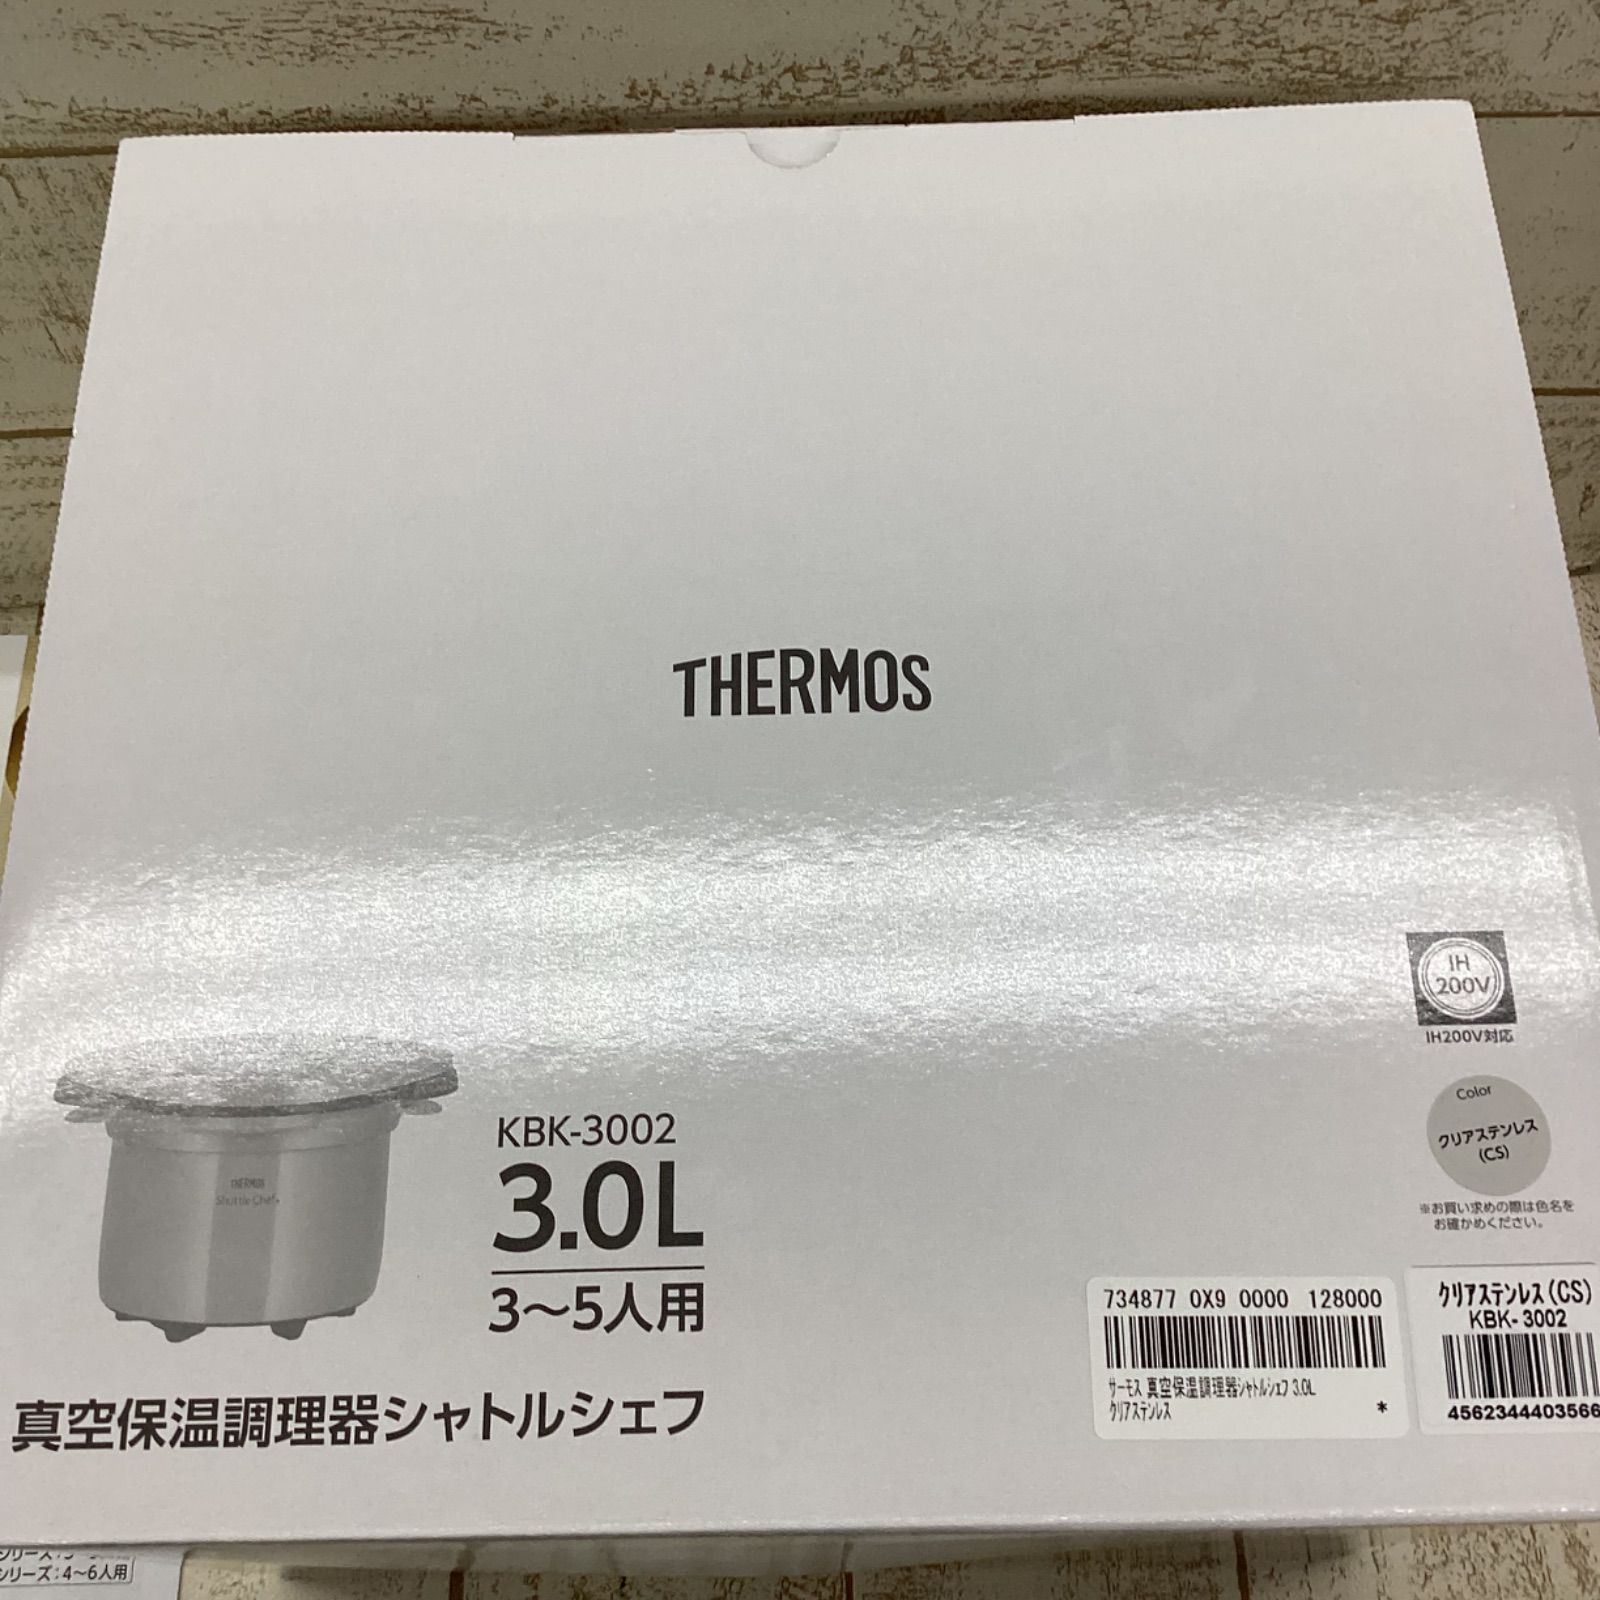 THERMOS
IH
200V
IH200V対応
Color
クリアステンレス
(CS)
※お買い求めの際は色名を
お確かめください。
THERMOS
Shuttle Chef
KBK-3002
3.0L
3〜5人用
真空保温調理器シャトルシェフ
734877 0X9 0000 128000
サーモス 真空保温調理器シャトルシェフ 3.0L
クリアステンレス
*
クリアステンレス(CS)
KBK-3002
4562344403566
シリーズ:4〜6人用